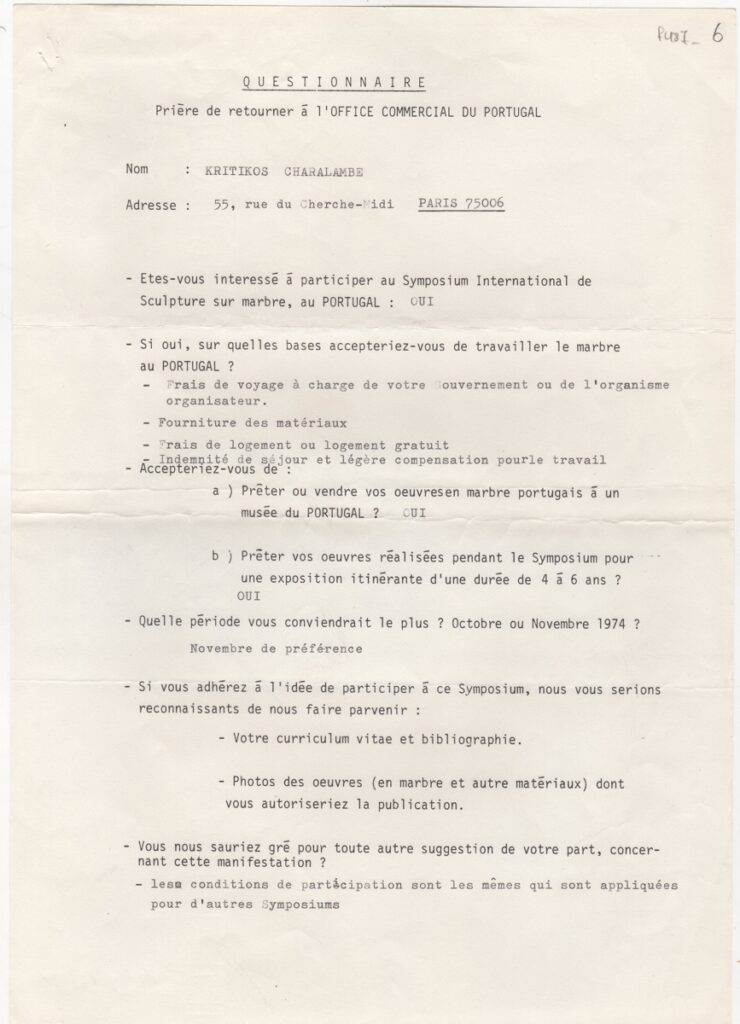 PUBI_ 6
QUESTIONNAIRE
Prière de retourner à l'OFFICE COMMERCIAL DU PORTUGAL
Nom : KRITIKOS CHARALAMBE
Adresse : 55, rue du Cherche-Midi PARIS 75006
- Etes-vous interessé à participer au Symposium International de
Sculpture sur marbre, au PORTUGAL : OUI
- Si oui, sur quelles bases accepteriez-vous de travailler le marbre
au PORTUGAL ?
- Frais de voyage à charge de votre Gouvernement ou de l'organisme
organisateur.
- Fourniture des matériaux
- Frais de logement ou logement gratuit
- Indemnité de séjour et légère compensation pourle travail
- Accepteriez-vous de :
a ) Prêter ou vendre vos oeuvresen marbre portugais à un
musée du PORTUGAL ? OUI
b ) Prêter vos oeuvres réalisées pendant le Symposium pour
une exposition itinérante d'une durée de 4 à 6 ans ?
OUI
- Quelle période vous conviendrait le plus ? Octobre ou Novembre 1974 ?
Novembre de préférence
- Si vous adhérez à l'idée de participer à ce Symposium, nous vous serions
reconnaissants de nous faire parvenir :
- Votre curriculum vitae et bibliographie.
- Photos des oeuvres (en marbre et autre matériaux) dont
vous autoriseriez la publication.
- Vous nous sauriez gré pour toute autre suggestion de votre part, concer-
nant cette manifestation ?
- les conditions de participation sont les mêmes qui sont appliquées
pour d'autres Symposiums